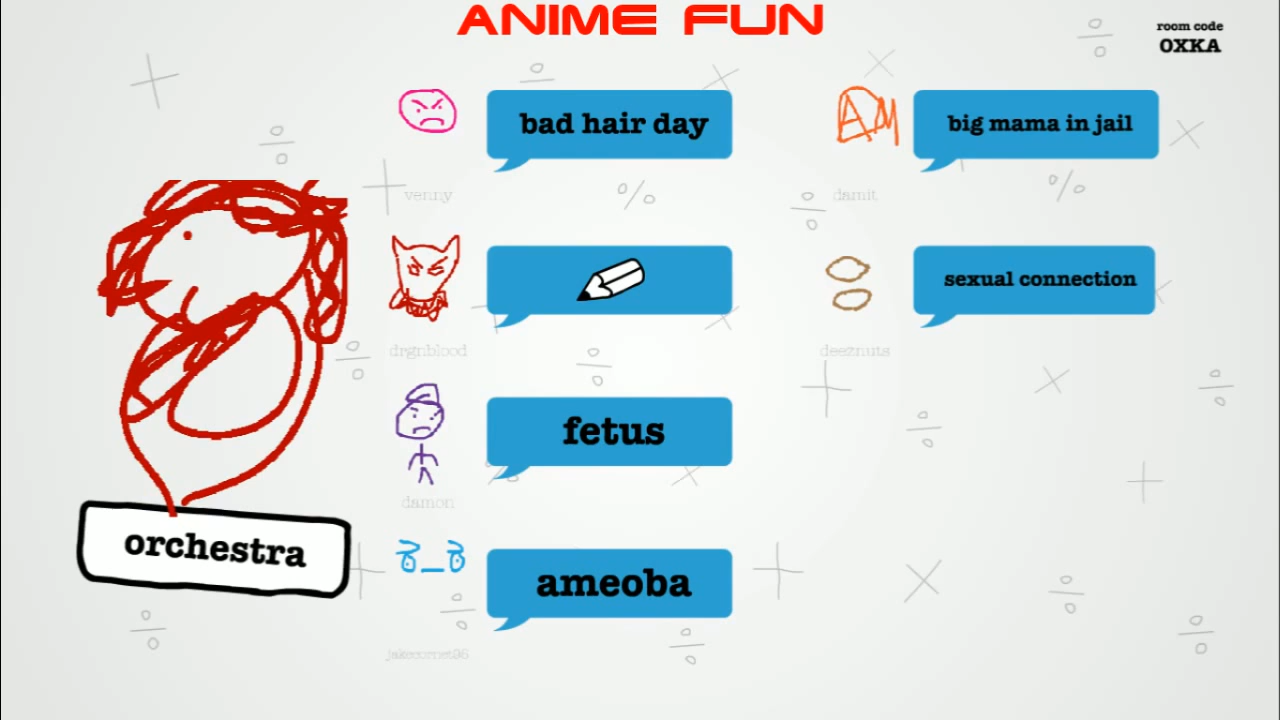 ANIME FUN
room code
OXKA
bad hair day
big mama in jail
AM
venny
damit
sexual connection
drgnblood
deeznuts
fetus
damon
orchestra
ameoba
jakecornet96